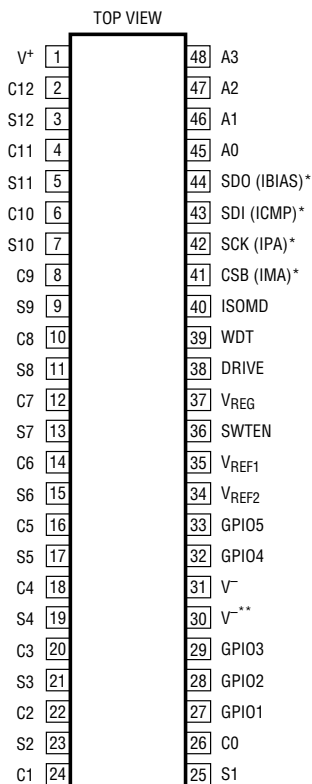 TOP VIEW
V+ 1 48 A3
C12 2 47 A2
S12 3 46 A1
C11 4 45 A0
S11 5 44 SDO (IBIAS)*
C10 6 43 SDI (ICMP)*
S10 7 42 SCK (IPA)*
C9 8 41 CSB (IMA)*
S9 9 40 ISOMD
C8 10 39 WDT
S8 11 38 DRIVE
C7 12 37 VREG
S7 13 36 SWTEN
C6 14 35 VREF1
S6 15 34 VREF2
C5 16 33 GPIO5
S5 17 32 GPIO4
C4 18 31 V–
S4 19 30 V–**
C3 20 29 GPIO3
S3 21 28 GPIO2
C2 22 27 GPIO1
S2 23 26 C0
C1 24 25 S1